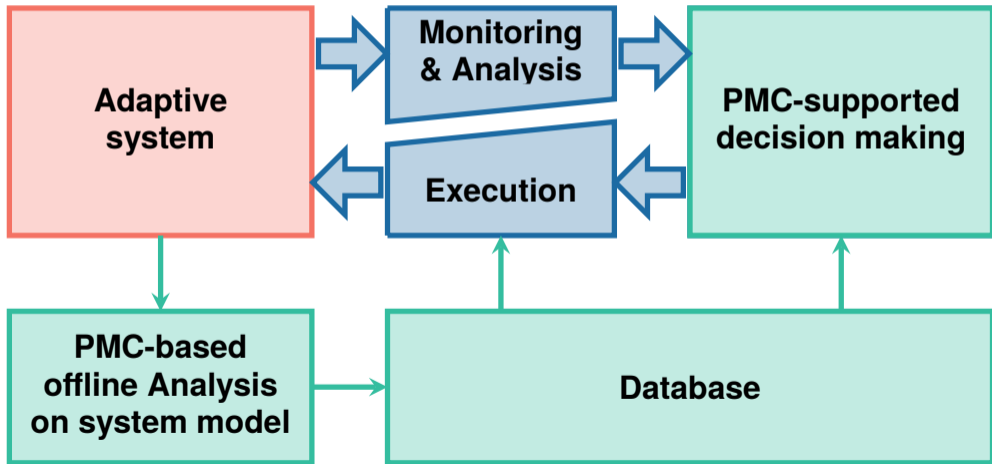 Adaptive
system
Monitoring
& Analysis
PMC-supported
decision making
Execution
PMC-based
offline Analysis
on system model
Database